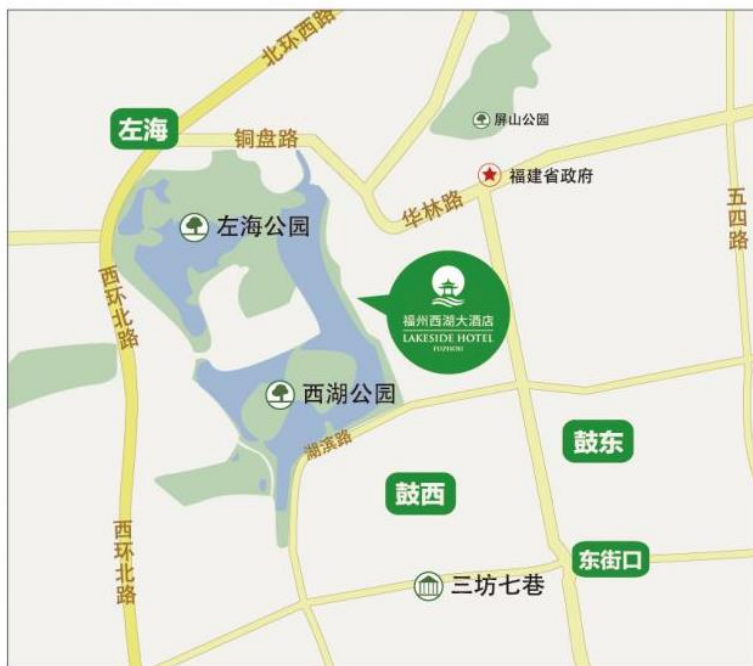 北环西路
左海
铜盘路
屏山公园
福建省政府
华林路
五四路
左海公园
西环北路
福州西湖大酒店
LAKESIDE HOTEL
FUZHOU
西湖公园
湖滨路
鼓东
鼓西
西环北路
东街口
三坊七巷